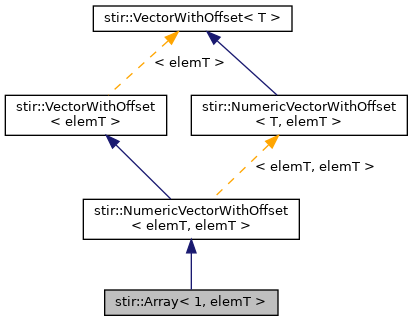 stir::VectorWithOffset< T >
< elemT >
stir::VectorWithOffset
< elemT >
stir::NumericVectorWithOffset
< T, elemT >
< elemT, elemT >
stir::NumericVectorWithOffset
< elemT, elemT >
stir::Array< 1, elemT >